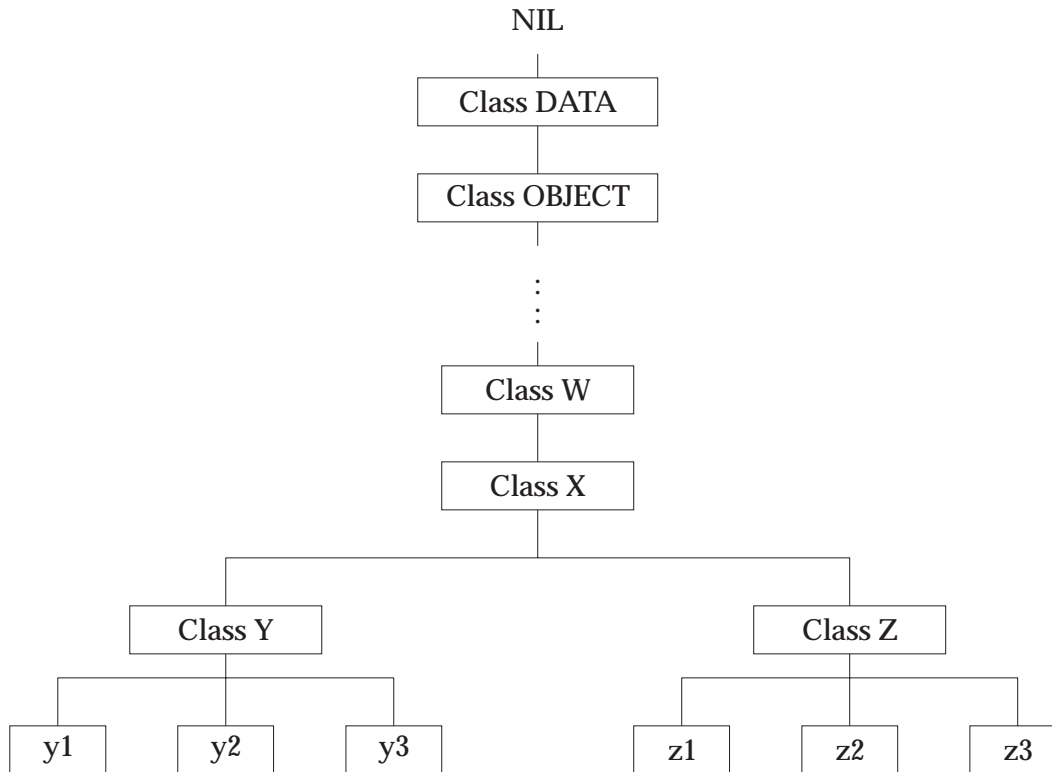 NIL
Class DATA
Class OBJECT
:
:
Class W
Class X
Class Y Class Z
y1 y2 y3 z1 z2 z3